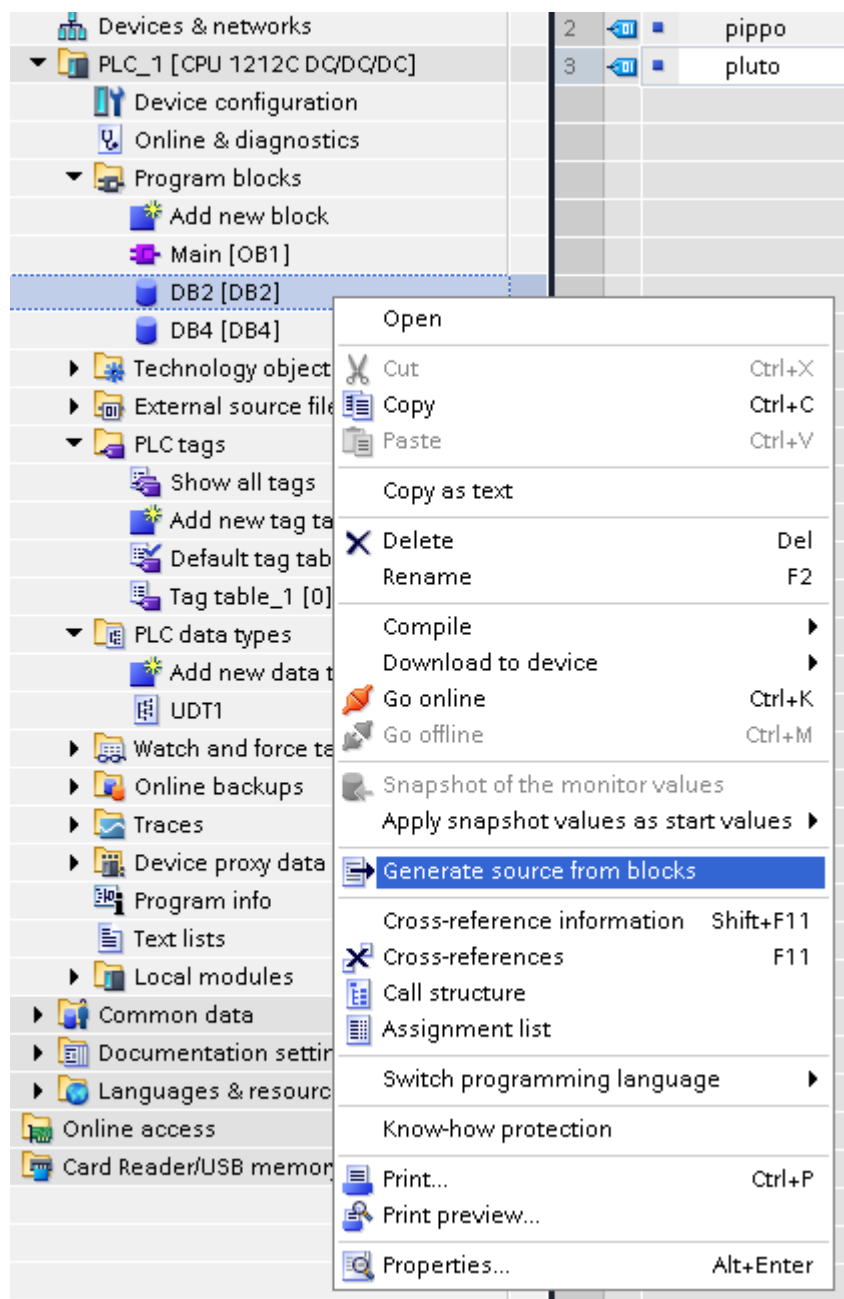 Devices & networks
PLC_1 [CPU 1212C DC/DC/DC]
Device configuration
Online & diagnostics
Program blocks
Add new block
Main [OB1]
DB2 [DB2]
DB4 [DB4]
Technology object
External source file
PLC tags
Show all tags
Add new tag ta
Default tag tab
Tag table_1 [0]
PLC data types
Add new data t
UDT1
Watch and force ta
Online backups
Traces
Device proxy data
Program info
Text lists
Local modules
Common data
Documentation settin
Languages & resourc
Online access
Card Reader/USB memory
2 pippo
3 pluto
Open
Cut Ctrl+X
Copy Ctrl+C
Paste Ctrl+V
Copy as text
Delete Del
Rename F2
Compile
Download to device
Go online Ctrl+K
Go offline Ctrl+M
Snapshot of the monitor values
Apply snapshot values as start values
Generate source from blocks
Cross-reference information Shift+F11
Cross-references F11
Call structure
Assignment list
Switch programming language
Know-how protection
Print... Ctrl+P
Print preview...
Properties... Alt+Enter